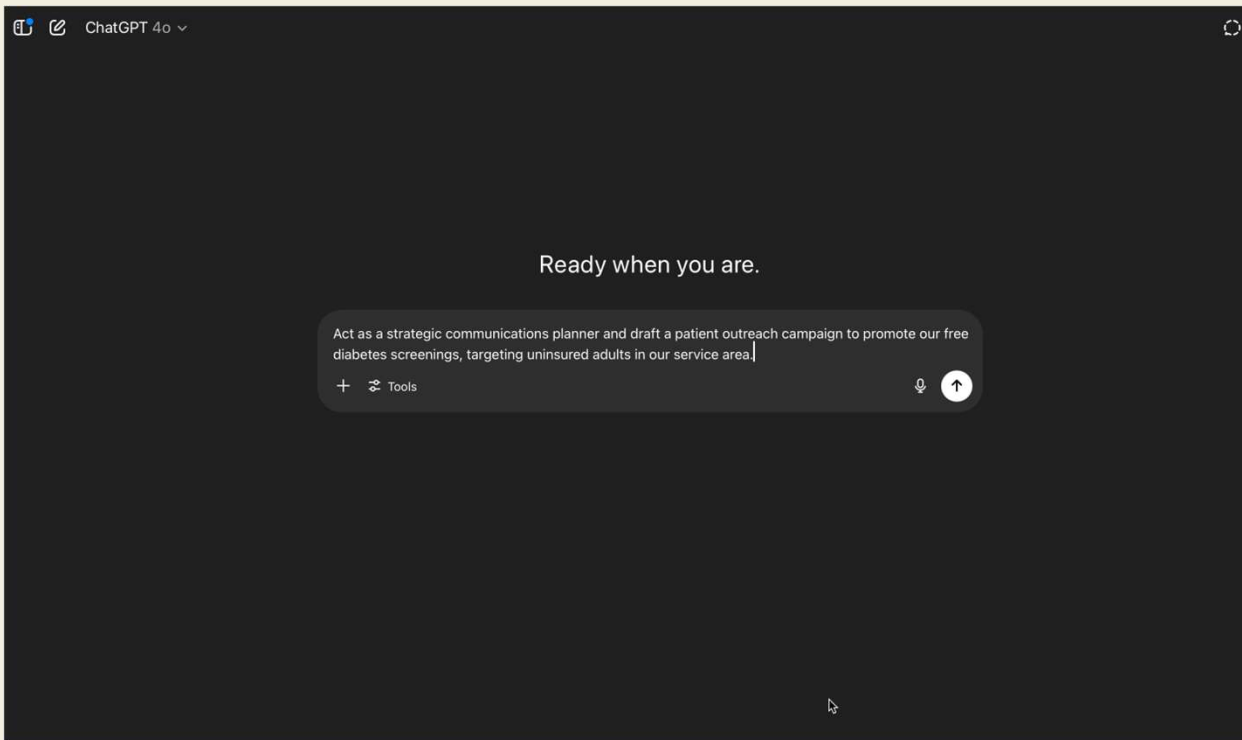 ChatGPT 4o
Ready when you are.
Act as a strategic communications planner and draft a patient outreach campaign to promote our free
diabetes screenings, targeting uninsured adults in our service area.
Tools